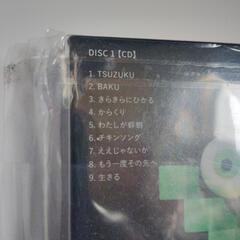 DISC 1【CD】
1. TSUZUKU
2. BAKU
3. きらきらにひかる
4. からくり
5. わたしが蜉蝣
6. チキンソング
7. ええじゃないか
8. もう一度その先へ
9. 生きる